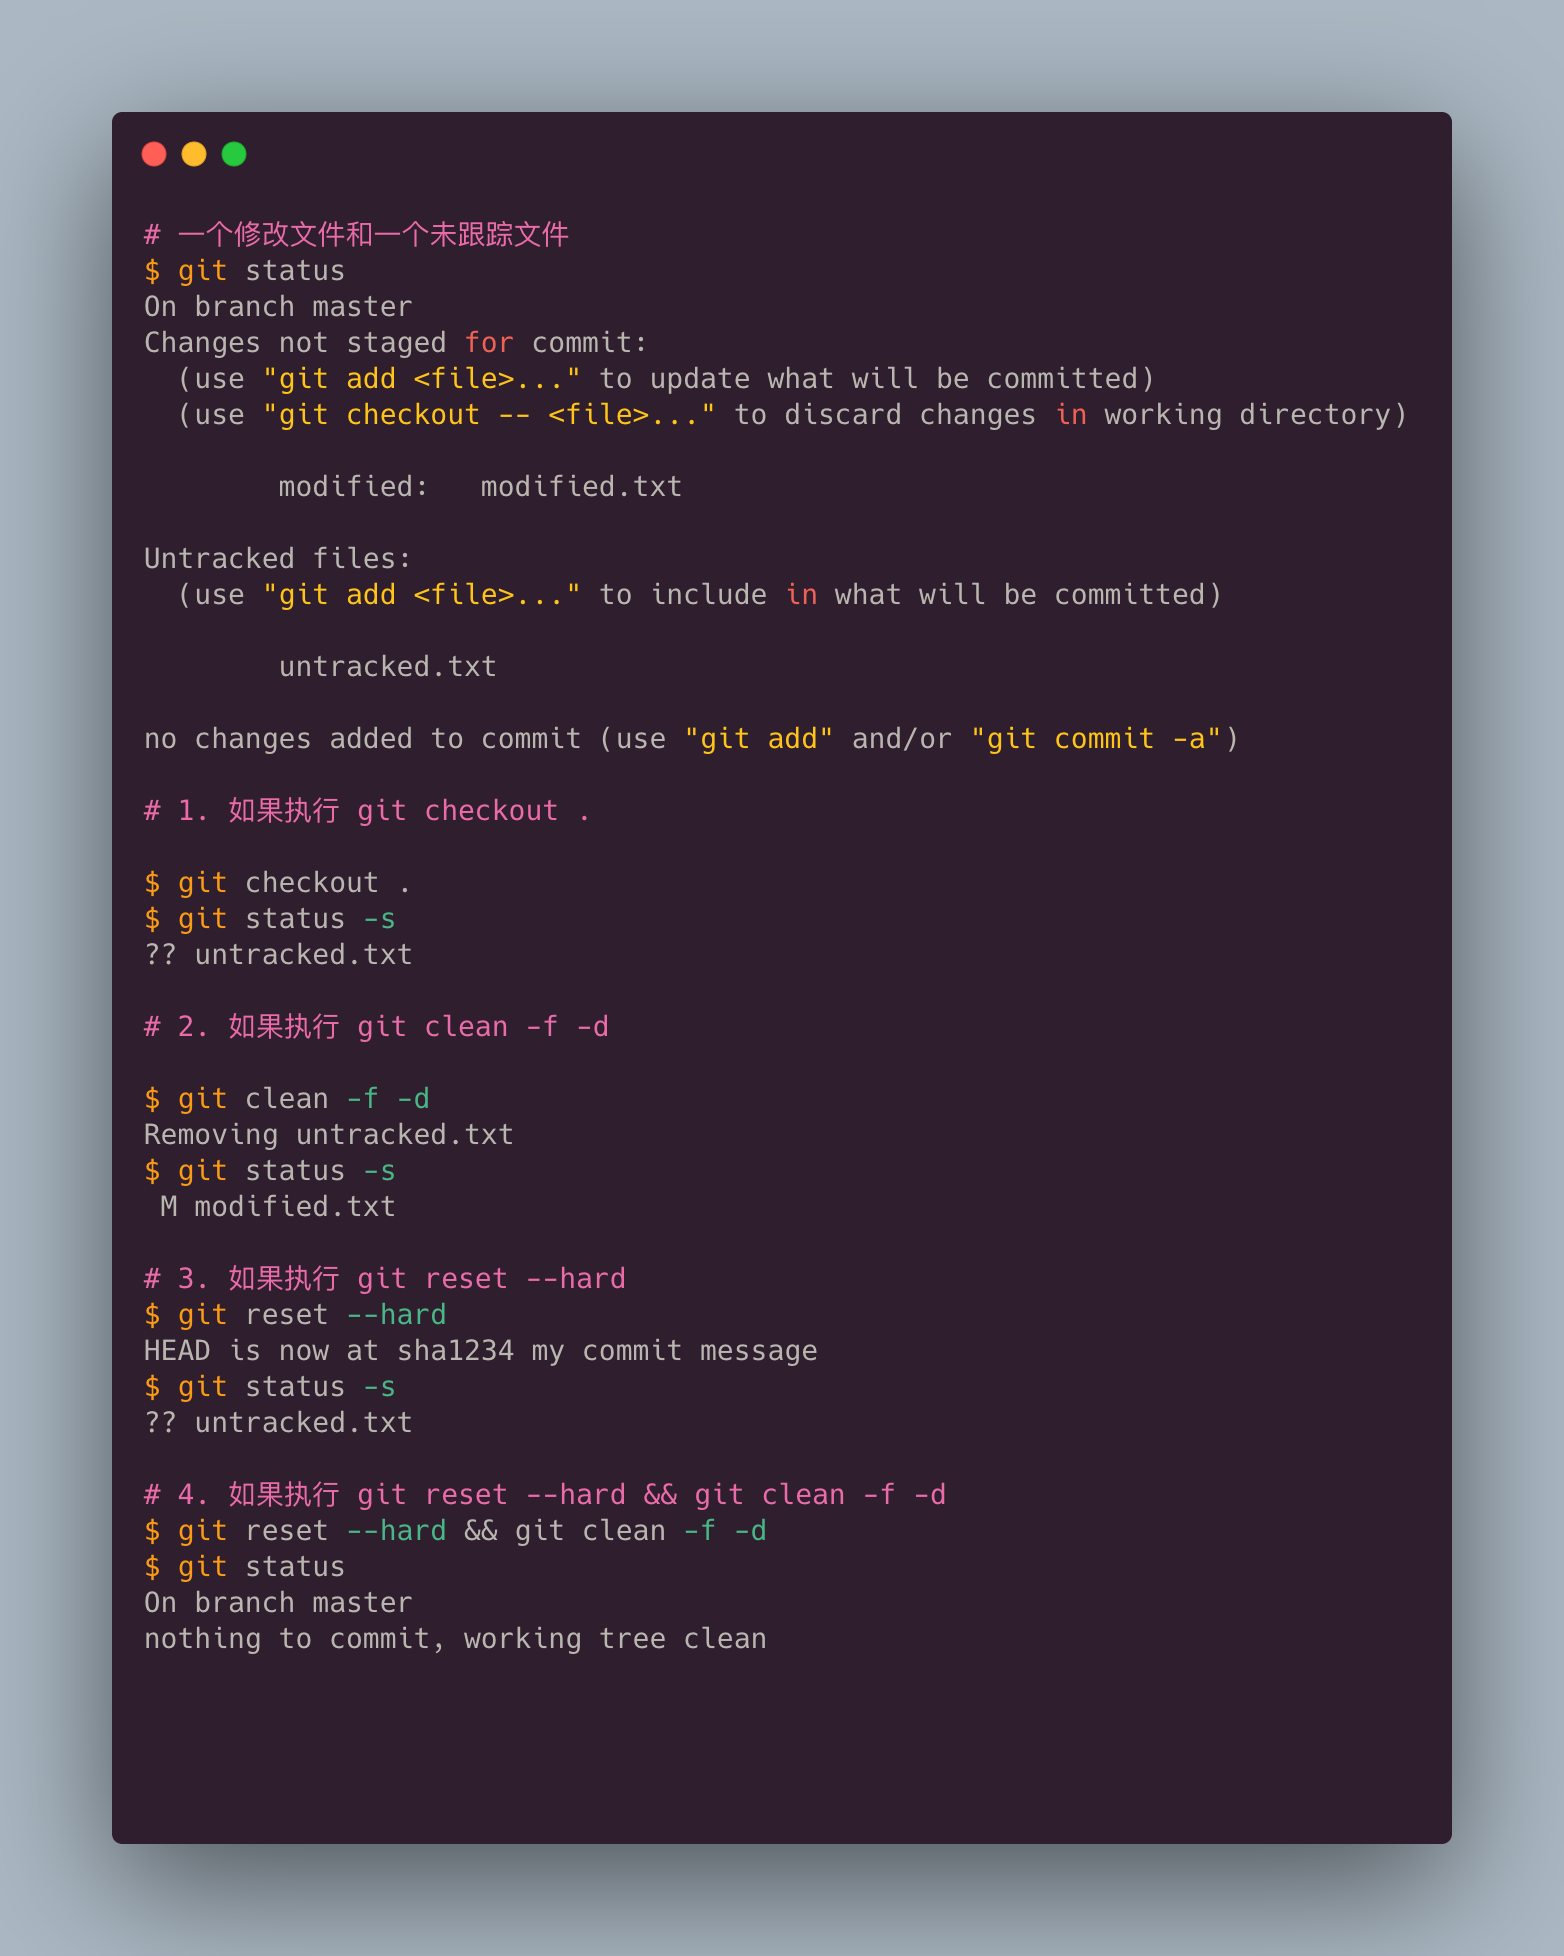 # 一个修改文件和一个未跟踪文件
$ git status
On branch master
Changes not staged for commit:
  (use "git add <file>..." to update what will be committed)
  (use "git checkout -- <file>..." to discard changes in working directory)
        modified:   modified.txt
Untracked files:
  (use "git add <file>..." to include in what will be committed)
        untracked.txt
no changes added to commit (use "git add" and/or "git commit -a")
# 1. 如果执行 git checkout .
$ git checkout .
$ git status -s
?? untracked.txt
# 2. 如果执行 git clean -f -d
$ git clean -f -d
Removing untracked.txt
$ git status -s
 M modified.txt
# 3. 如果执行 git reset --hard
$ git reset --hard
HEAD is now at sha1234 my commit message
$ git status -s
?? untracked.txt
# 4. 如果执行 git reset --hard && git clean -f -d
$ git reset --hard && git clean -f -d
$ git status
On branch master
nothing to commit, working tree clean